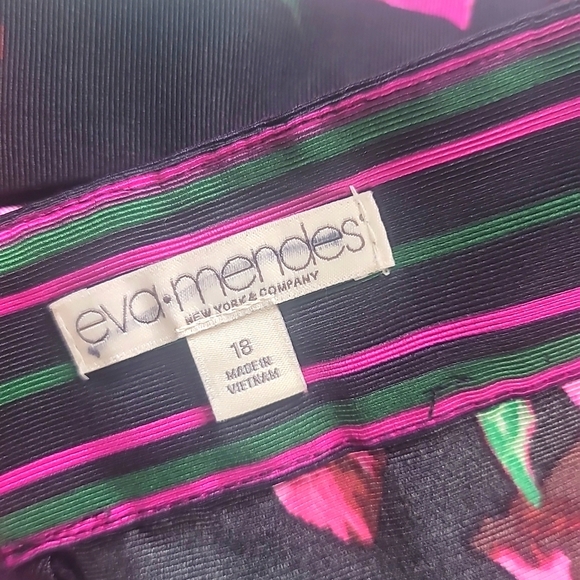 eva•mendes
NEW YORK & COMPANY
18
MADE IN
VIETNAM